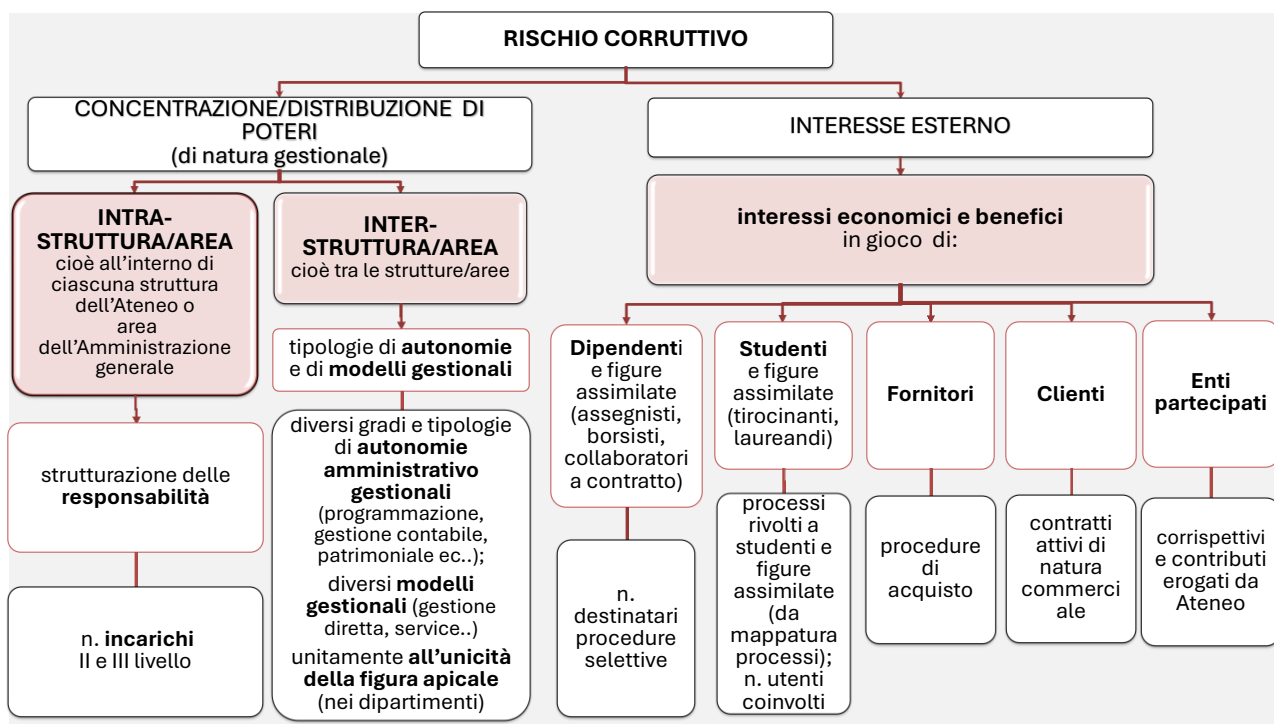 RISCHIO CORRUTTIVO
CONCENTRAZIONE/DISTRIBUZIONE DI
POTERI
(di natura gestionale)
INTERESSE ESTERNO
INTRA-
STRUTTURA/AREA
cioè all'interno di
ciascuna struttura
dell'Ateneo o
area
dell'Amministrazione
generale
INTER-
STRUTTURA/AREA
cioè tra le strutture/aree
interessi economici e benefici
in gioco di:
strutturazione delle
responsabilità
n. incarichi
II e III livello
tipologie di autonomie
e di modelli gestionali
diversi gradi e tipologie
di autonomie
amministrativo
gestionali
(programmazione,
gestione contabile,
patrimoniale ec..);
diversi modelli
gestionali (gestione
diretta, service..)
unitamente all'unicità
della figura apicale
(nei dipartimenti)
Dipendenti
e figure
assimilate
(assegnisti,
borsisti,
collaboratori
a contratto)
n.
destinatari
procedure
selettive
Studenti
e figure
assimilate
(tirocinanti,
laureandi)
processi
rivolti a
studenti e
figure
assimilate
(da
mappatura
processi);
n. utenti
coinvolti
Fornitori
procedure
di
acquisto
Clienti
contratti
attivi di
natura
commerci
ale
Enti
partecipati
corrispettivi
e contributi
erogati da
Ateneo